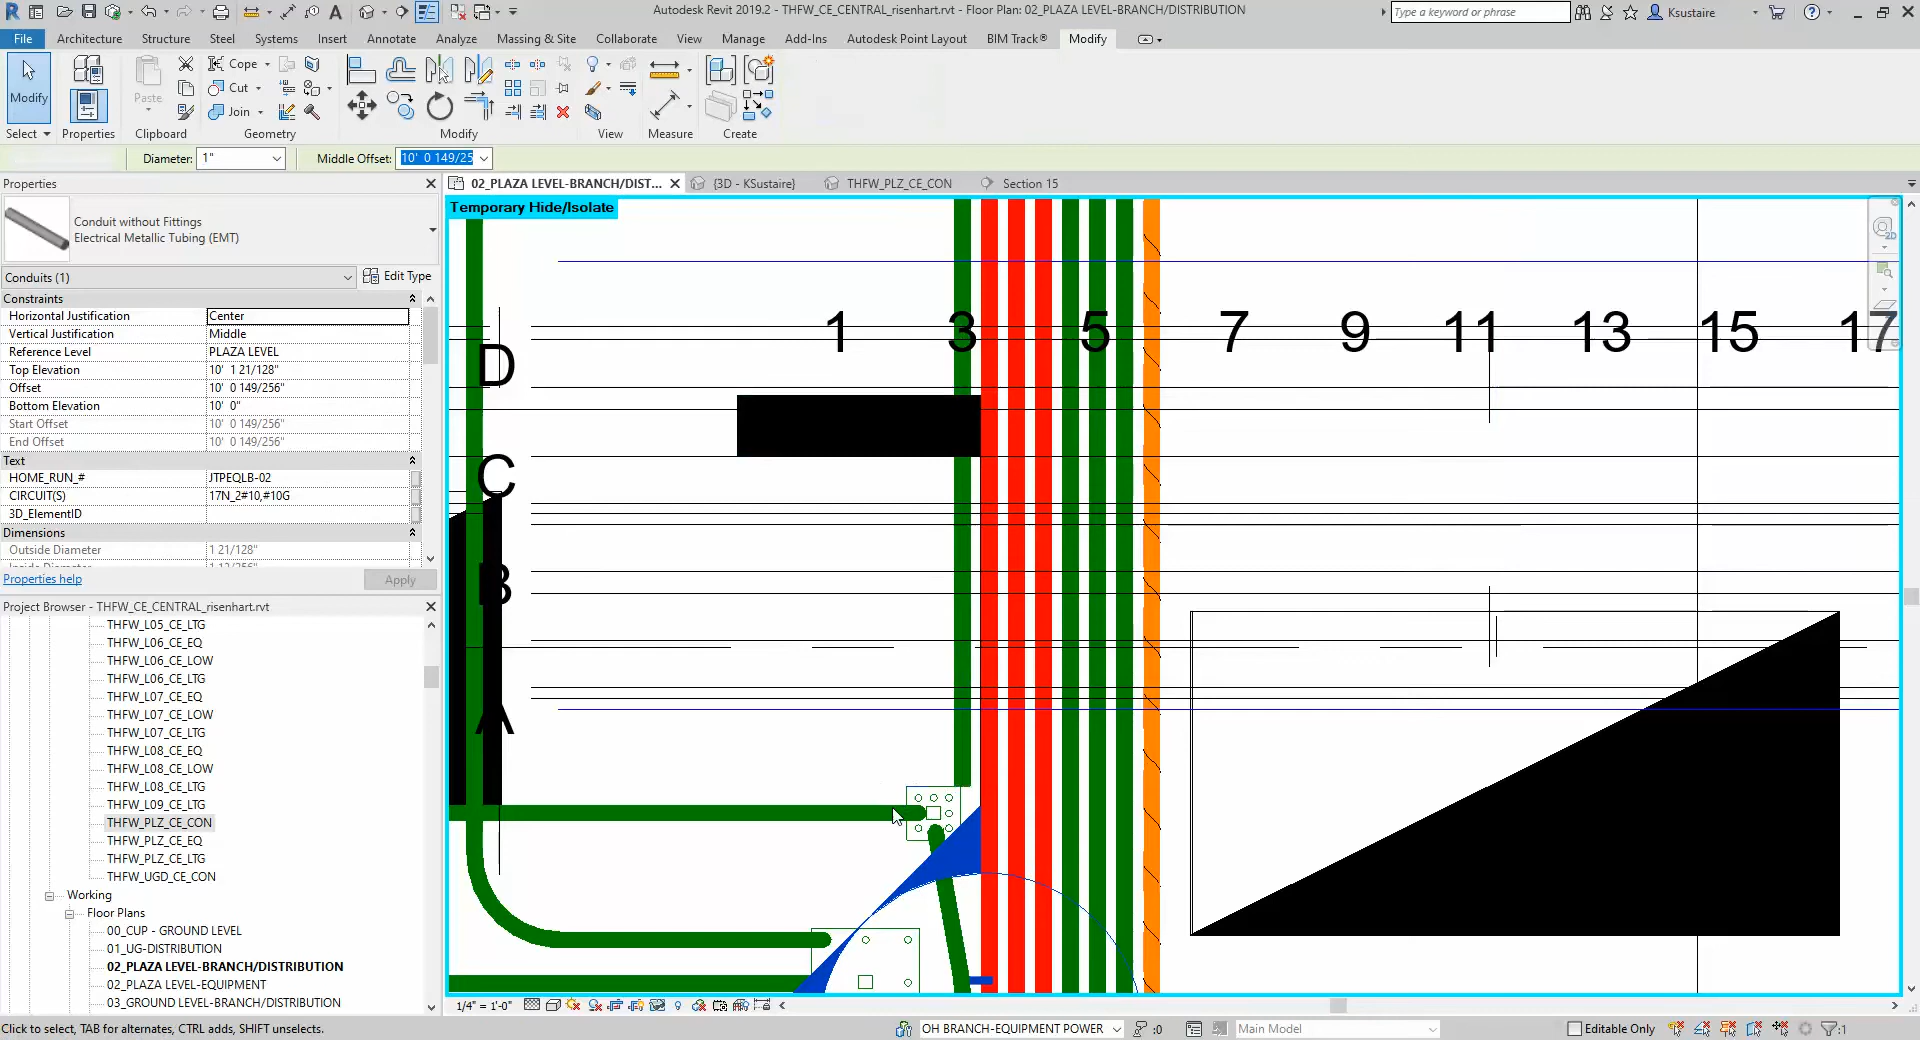 Autodesk Revit 2019.2 - THFW_CE_CENTRAL_risenhart.rvt - Floor Plan: 02_PLAZA LEVEL-BRANCH/DISTRIBUTION
Type a keyword or phrase
Ksustaire
File Architecture Structure Steel Systems Insert Annotate Analyze Massing & Site Collaborate View Manage Add-Ins Autodesk Point Layout BIM Track® Modify
Modify
Paste
Cope
Cut
Join
Select Properties Clipboard Geometry Modify View Measure Create
Diameter: 1" Middle Offset: 10' 0 149/25
Properties
02_PLAZA LEVEL-BRANCH/DIST... {3D - KSustaire} THFW_PLZ_CE_CON Section 15
Conduit without Fittings
Electrical Metallic Tubing (EMT)
Conduits (1) Edit Type
Constraints
Horizontal Justification Center
Vertical Justification Middle
Reference Level PLAZA LEVEL
Top Elevation 10' 1 21/128"
Offset 10' 0 149/256"
Bottom Elevation 10' 0"
Start Offset 10' 0 149/256"
End Offset 10' 0 149/256"
Text
HOME_RUN_# JTPEQLB-02
CIRCUIT(S) 17N_2#10,#10G
3D_ElementID
Dimensions
Outside Diameter 1 21/128"
Properties help Apply
Project Browser - THFW_CE_CENTRAL_risenhart.rvt
THFW_L05_CE_LTG
THFW_L06_CE_EQ
THFW_L06_CE_LOW
THFW_L06_CE_LTG
THFW_L07_CE_EQ
THFW_L07_CE_LOW
THFW_L07_CE_LTG
THFW_L08_CE_EQ
THFW_L08_CE_LOW
THFW_L08_CE_LTG
THFW_L09_CE_LTG
THFW_PLZ_CE_CON
THFW_PLZ_CE_EQ
THFW_PLZ_CE_LTG
THFW_UGD_CE_CON
Working
Floor Plans
00_CUP - GROUND LEVEL
01_UG-DISTRIBUTION
02_PLAZA LEVEL-BRANCH/DISTRIBUTION
02_PLAZA LEVEL-EQUIPMENT
03_GROUND LEVEL-BRANCH/DISTRIBUTION
Temporary Hide/Isolate
1 3 5 7 9 11 13 15 17
D
C
B
A
1/4" = 1'-0"
Click to select, TAB for alternates, CTRL adds, SHIFT unselects.
OH BRANCH-EQUIPMENT POWER :0 Main Model Editable Only :1